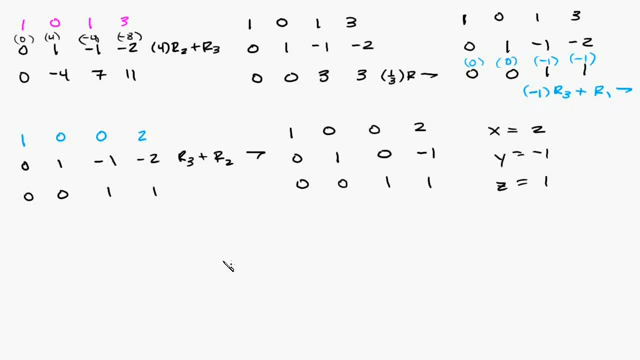 1 0 1 3
(0) (4) (-4) (-8)
0 1 -1 -2 (4)R2+R3
0 -4 7 11
1 0 1 3
0 1 -1 -2
0 0 3 3 (1/3)R →
1 0 1 3
0 1 -1 -2
(0) (0) (-1) (-1)
0 0 1 1
(-1)R3+R1 →
1 0 0 2
0 1 -1 -2 R3+R2 →
0 0 1 1
1 0 0 2
0 1 0 -1
0 0 1 1
x = 2
y = -1
z = 1